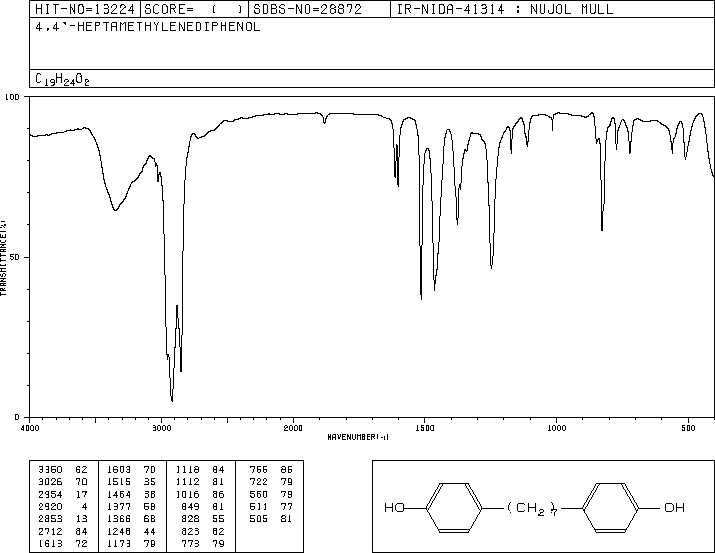 HIT-NO=13224 SCORE= ( ) SDBS-NO=28872 IR-NIDA-41314 : NUJOL MULL
4,4'-HEPTAMETHYLENEDIPHENOL
C19H24O2
100
50
0
TRANSMITTANCE(%)
4000 3000 2000 1500 1000 500
WAVENUMBER(-1)
3360 62 1603 70 1118 84 766 86
3026 70 1515 35 1112 81 722 79
2954 17 1464 38 1016 86 560 79
2920 4 1377 58 849 81 511 77
2853 13 1366 68 828 55 505 81
2712 84 1248 44 823 82
1613 72 1173 79 773 79
HO (CH2)7 OH